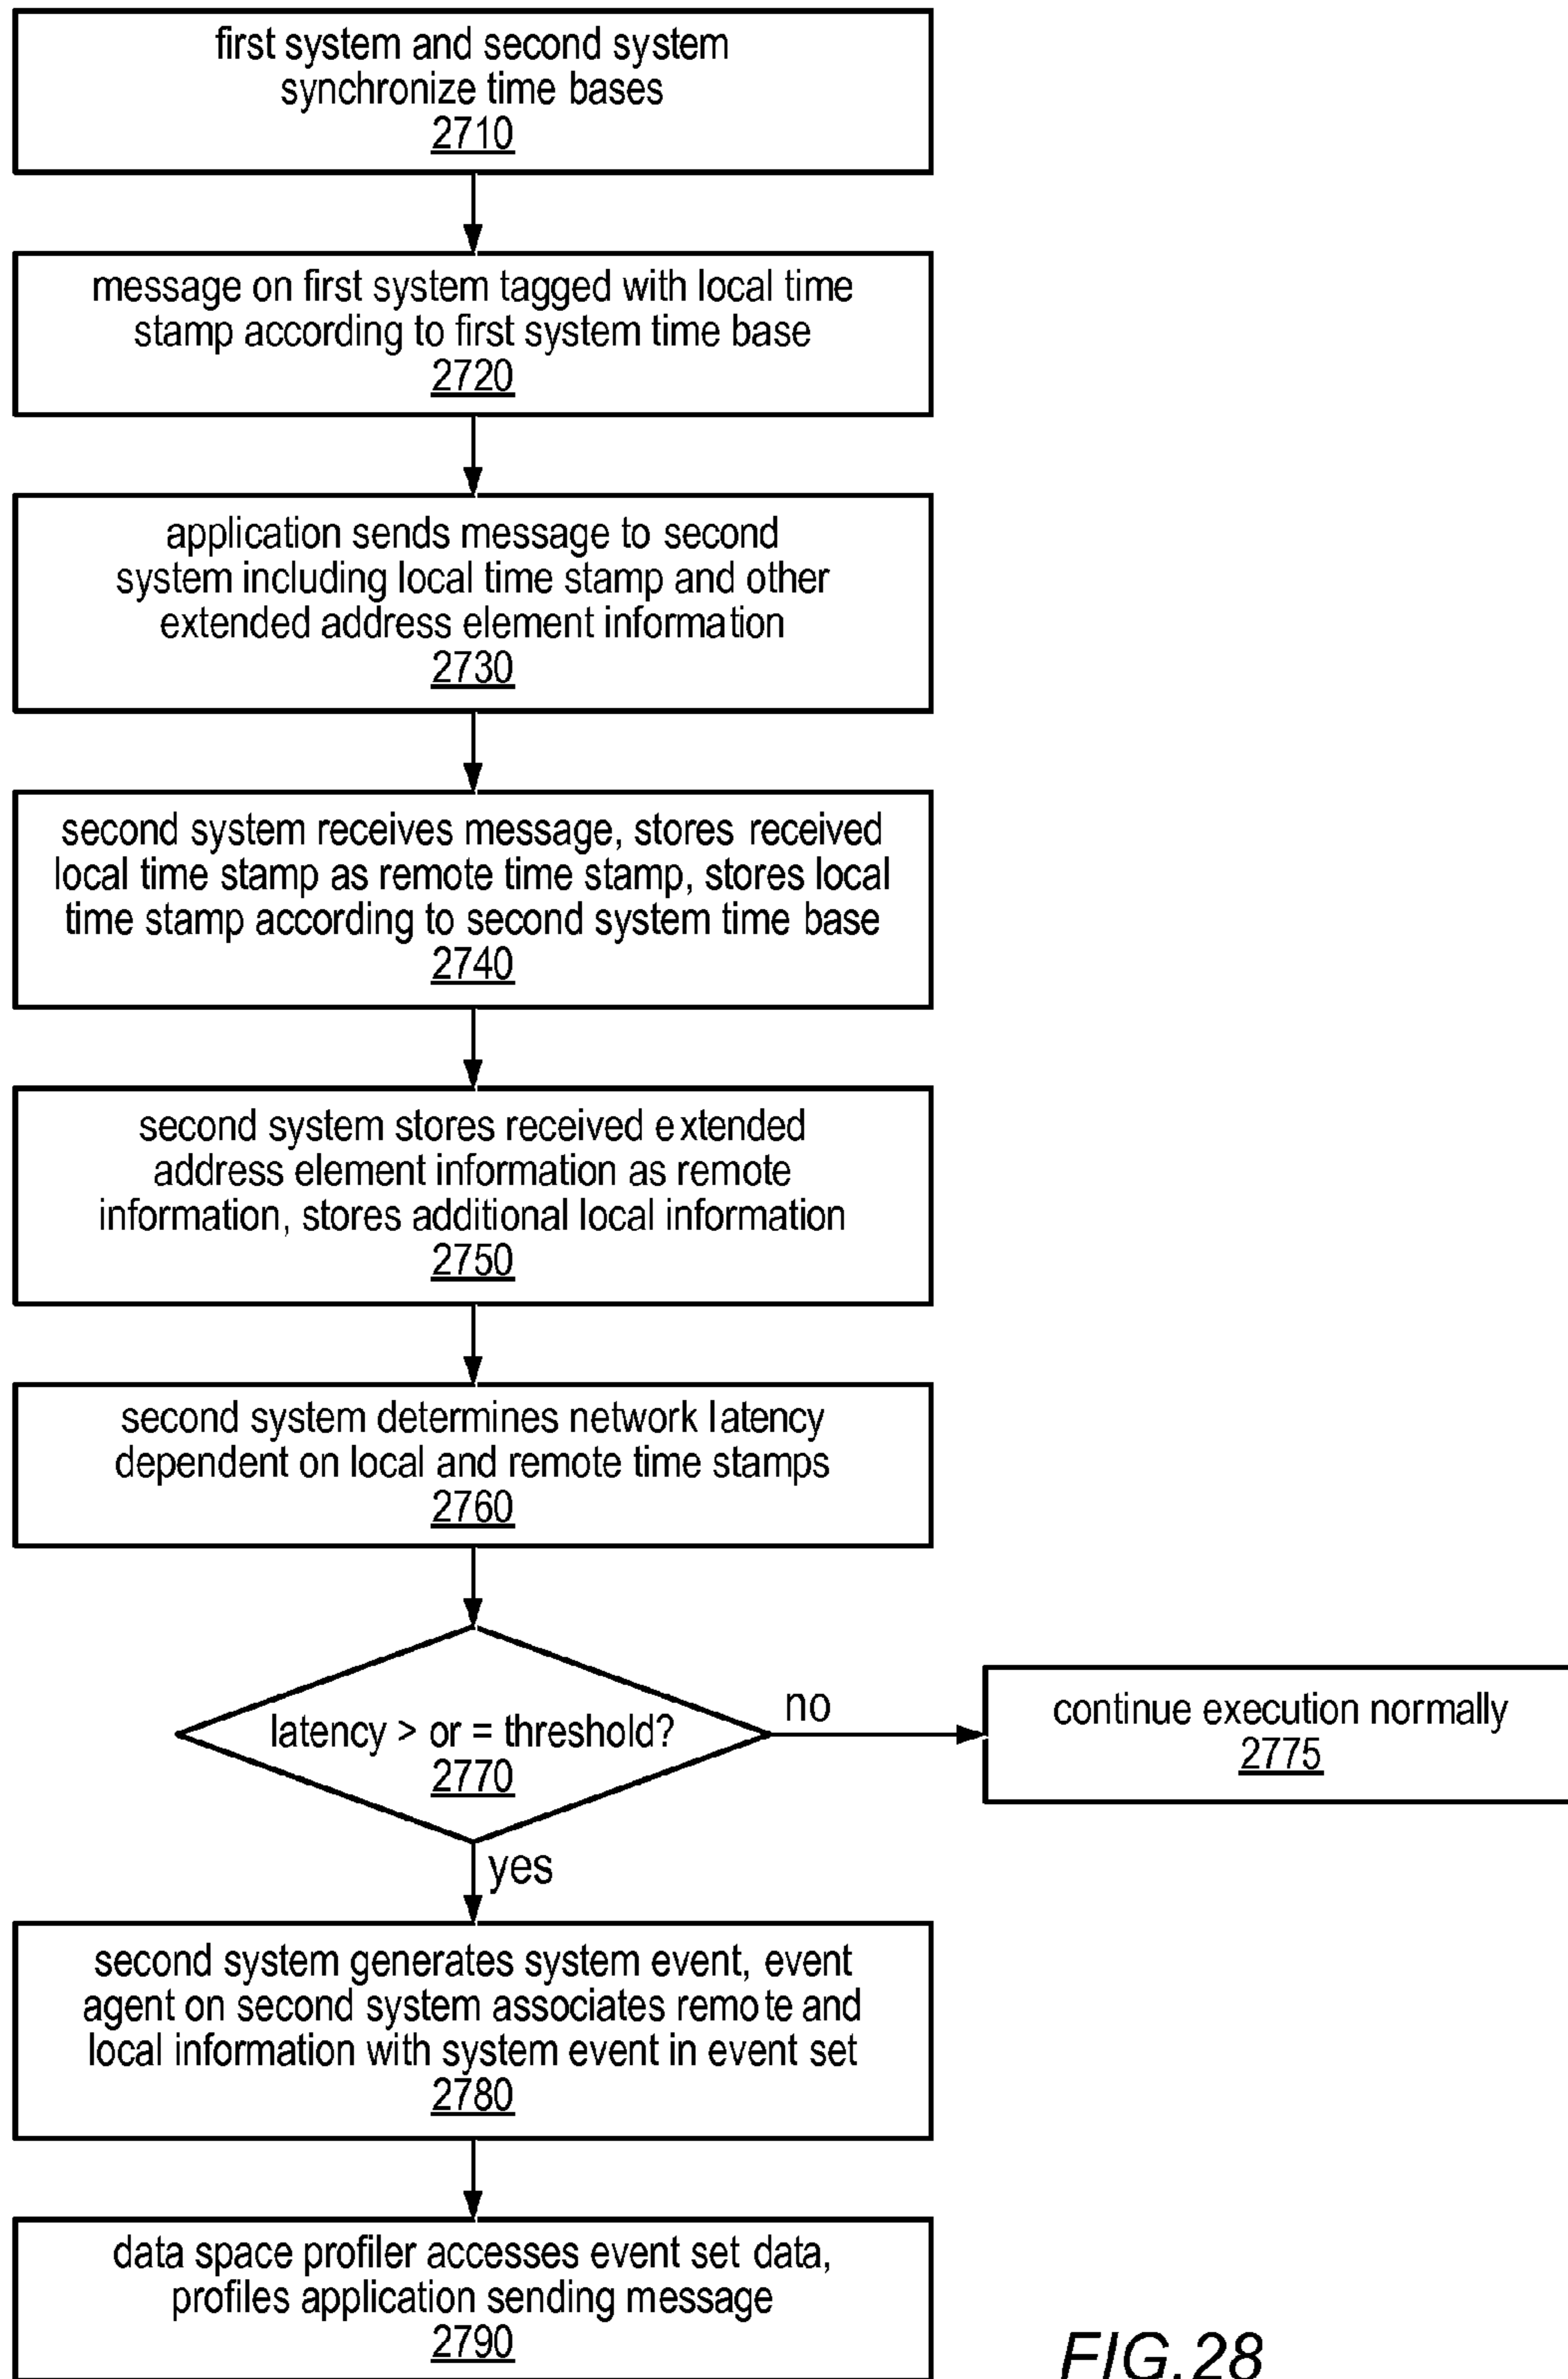 first system and second system
synchronize time bases
2710
message on first system tagged with local time
stamp according to first system time base
2720
application sends message to second
system including local time stamp and other
extended address element information
2730
second system receives message, stores received
local time stamp as remote time stamp, stores local
time stamp according to second system time base
2740
second system stores received extended
address element information as remote
information, stores additional local information
2750
second system determines network latency
dependent on local and remote time stamps
2760
latency > or = threshold?
2770
no
continue execution normally
2775
yes
second system generates system event, event
agent on second system associates remote and
local information with system event in event set
2780
data space profiler accesses event set data,
profiles application sending message
2790
FIG.28